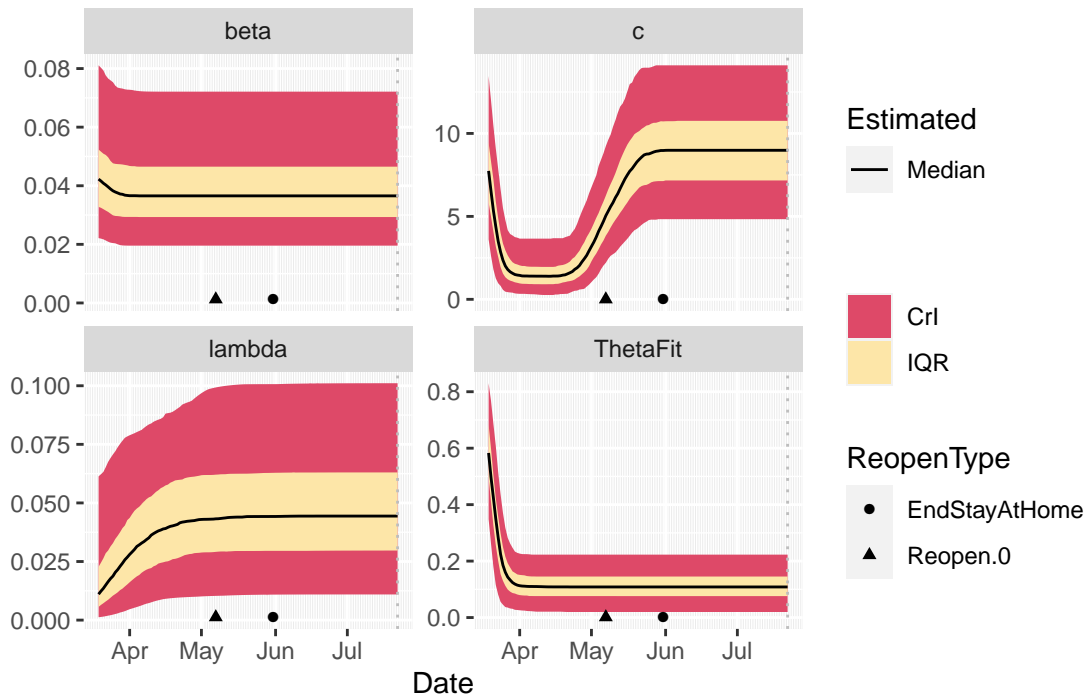 beta
c
0.08
0.06
0.04
0.02
0.00
10
5
0
lambda
ThetaFit
0.100
0.075
0.050
0.025
0.000
0.8
0.6
0.4
0.2
0.0
Apr May Jun Jul
Apr May Jun Jul
Date
Estimated
Median
CrI
IQR
ReopenType
EndStayAtHome
Reopen.0